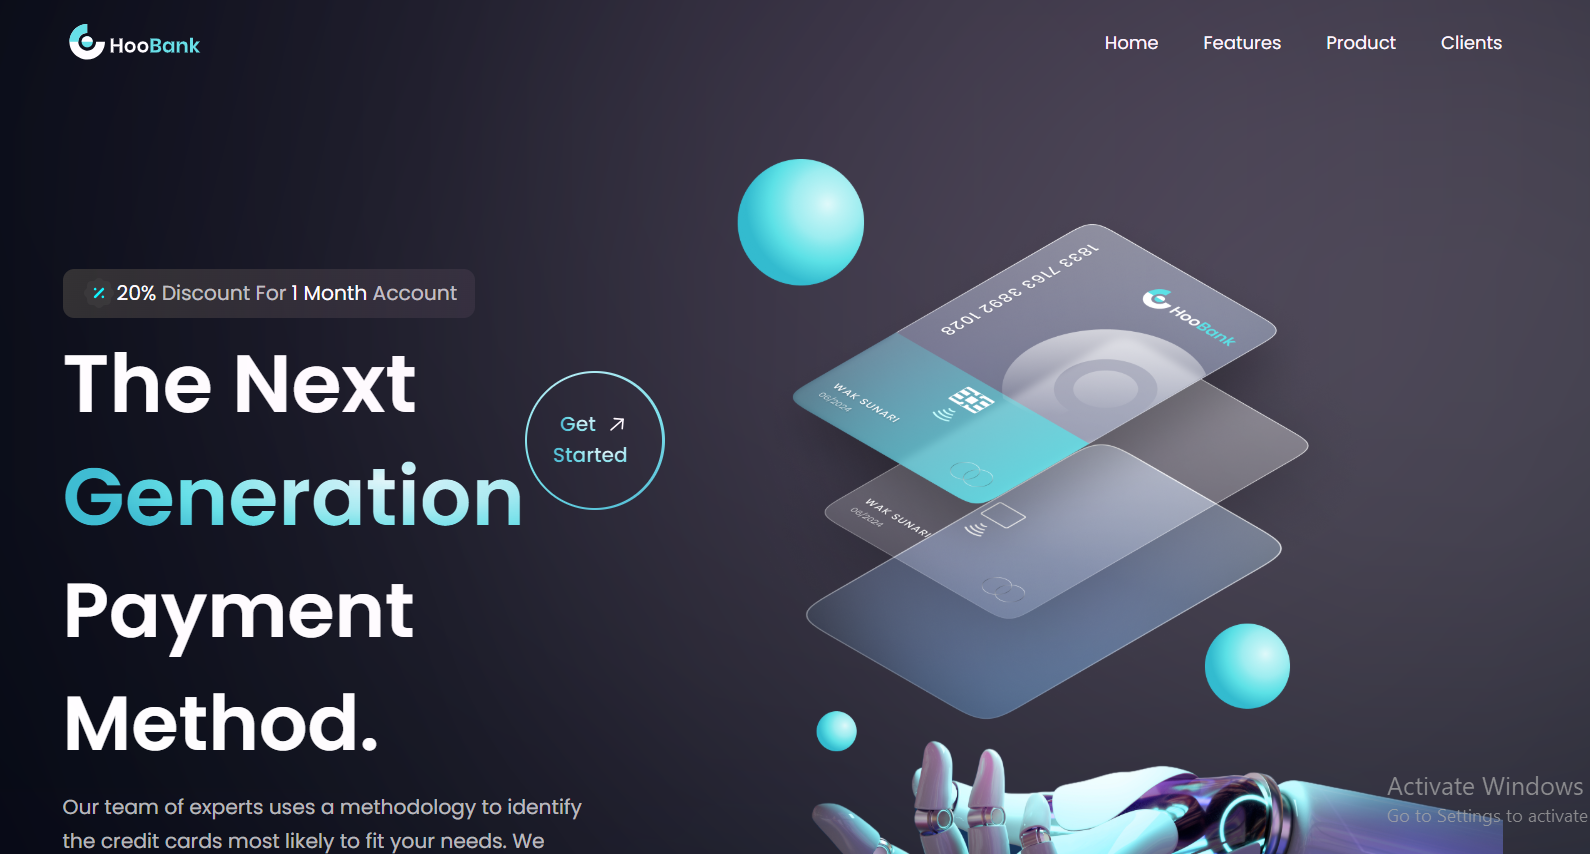 HooBank
Home Features Product Clients
20% Discount For 1 Month Account
The Next
Generation
Payment
Method.
Get
Started
Our team of experts uses a methodology to identify
the credit cards most likely to fit your needs. We
1833 7163 3892 1028
HooBank
WAK SUNARI
06/2024
WAK SUNARI
06/2024
Activate Windows
Go to Settings to activate